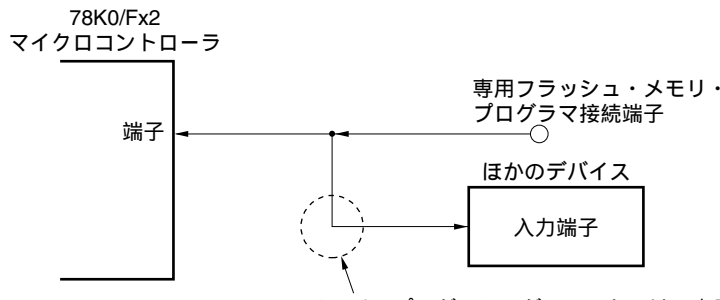 78K0/Fx2
マイクロコントローラ
専用フラッシュ・メモリ・
プログラマ接続端子
端子
ほかのデバイス
入力端子